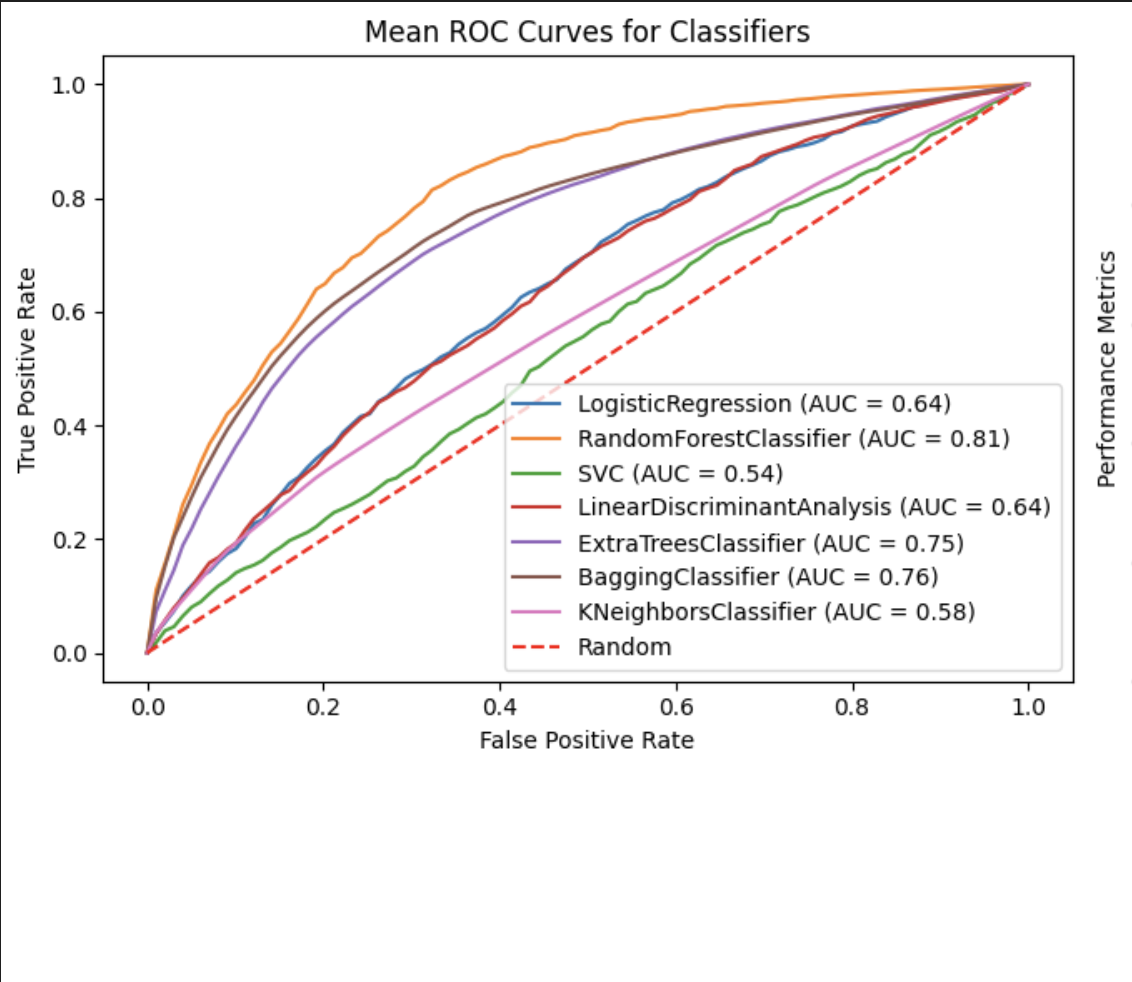 Mean ROC Curves for Classifiers
True Positive Rate
1.0
0.8
0.6
0.4
0.2
0.0
LogisticRegression (AUC = 0.64)
RandomForestClassifier (AUC = 0.81)
SVC (AUC = 0.54)
LinearDiscriminantAnalysis (AUC = 0.64)
ExtraTreesClassifier (AUC = 0.75)
BaggingClassifier (AUC = 0.76)
KNeighborsClassifier (AUC = 0.58)
Random
0.0 0.2 0.4 0.6 0.8 1.0
False Positive Rate
Performance Metrics